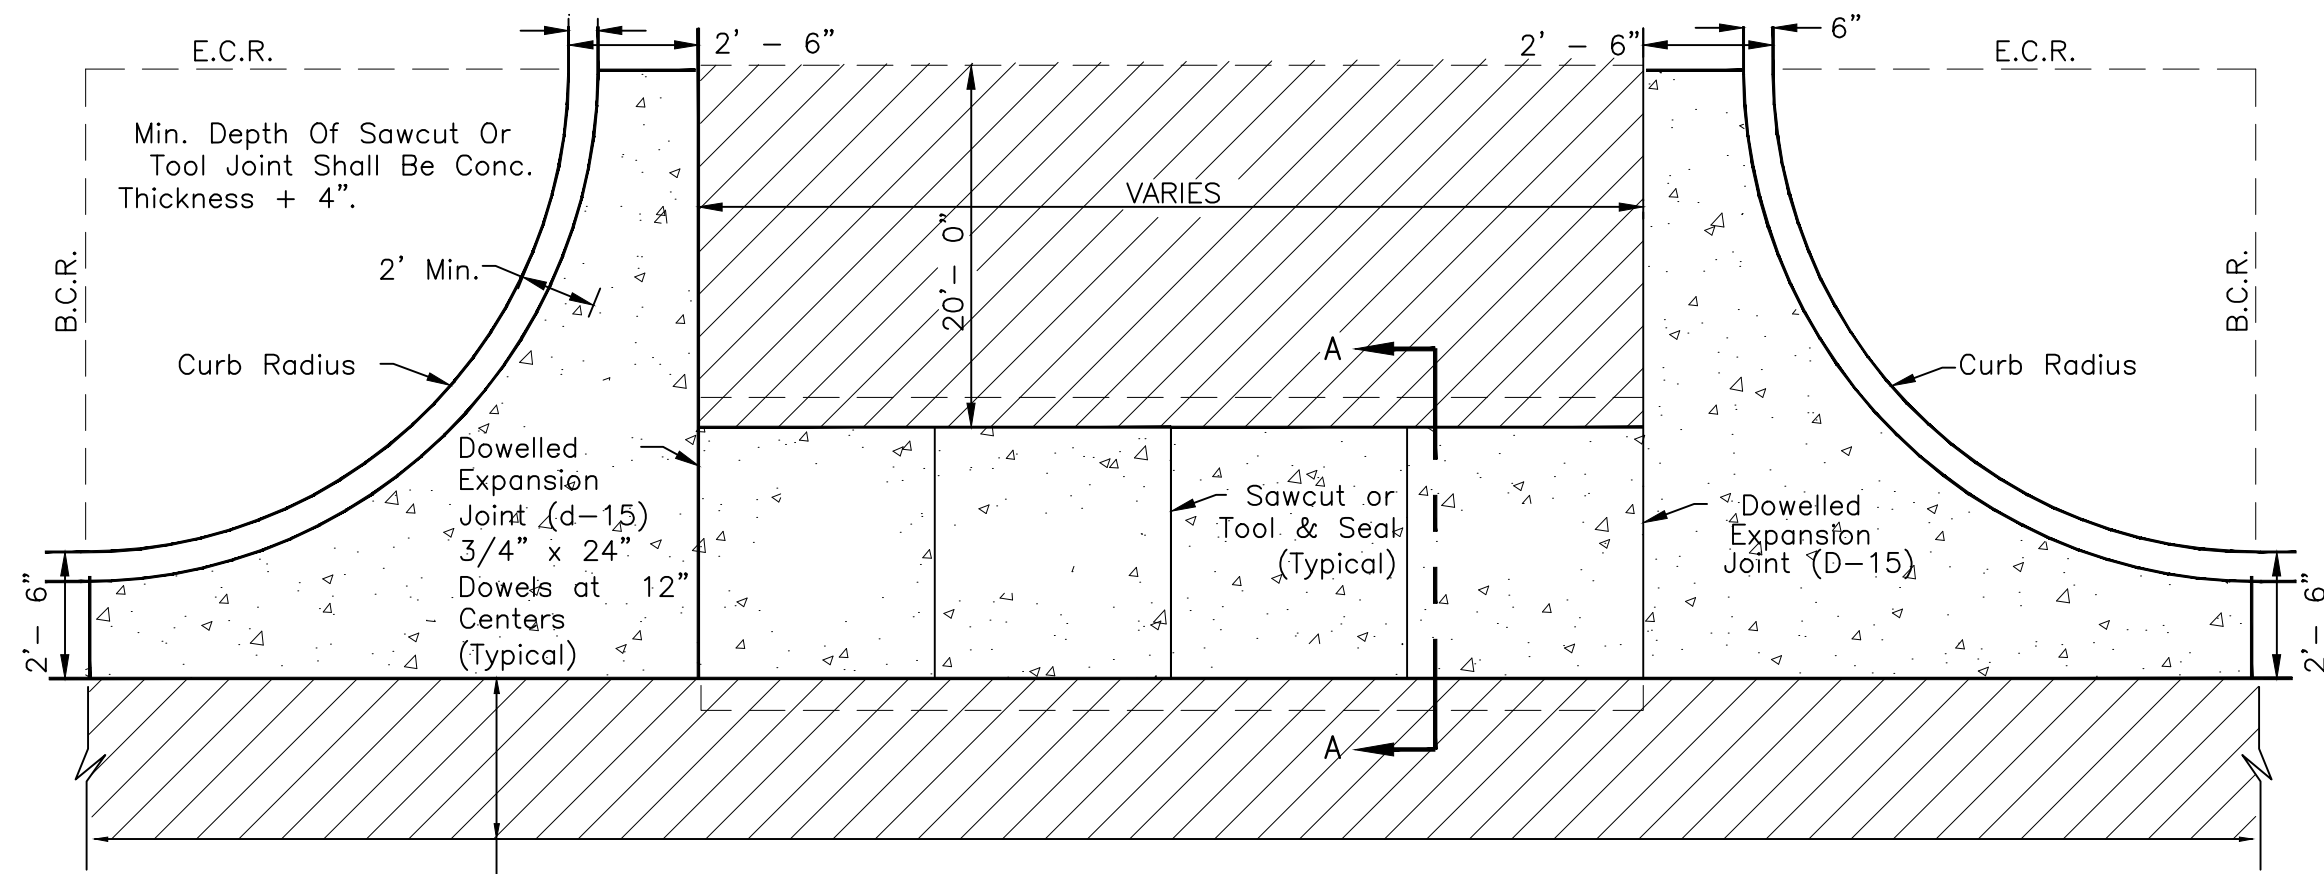 E.C.R.
2' - 6"
2' - 6"
6"
E.C.R.
Min. Depth Of Sawcut Or
Tool Joint Shall Be Conc.
Thickness + 4".
VARIES
20'- 0"
B.C.R.
2' Min.
B.C.R.
Curb Radius
A
Curb Radius
Dowelled
Expansion
Joint (d-15)
3/4" x 24"
Dowels at 12"
Centers
(Typical)
Sawcut or
Tool & Seal
(Typical)
Dowelled
Expansion
Joint (D-15)
2'- 6"
2'- 6"
A